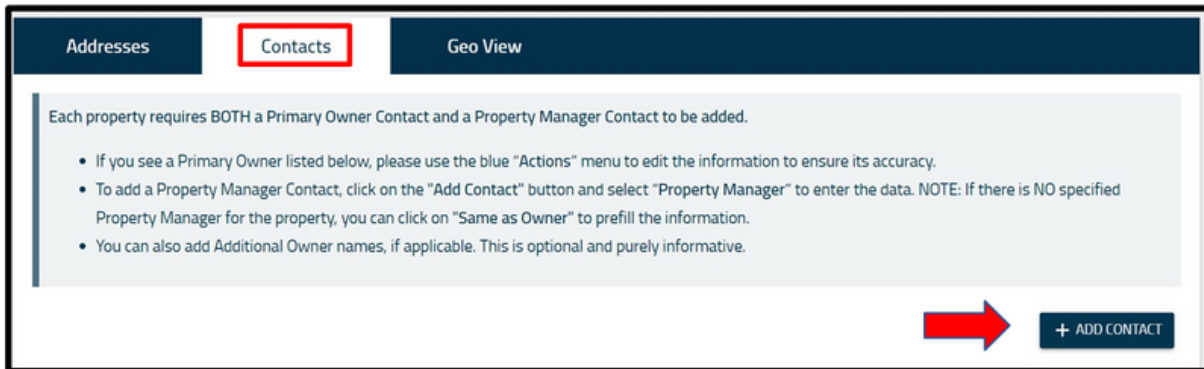 Addresses
Contacts
Geo View
Each property requires BOTH a Primary Owner Contact and a Property Manager Contact to be added.
• If you see a Primary Owner listed below, please use the blue “Actions” menu to edit the information to ensure its accuracy.
• To add a Property Manager Contact, click on the "Add Contact" button and select “Property Manager” to enter the data. NOTE: If there is NO specified
Property Manager for the property, you can click on "Same as Owner" to prefill the information.
• You can also add Additional Owner names, if applicable. This is optional and purely informative.
+ ADD CONTACT